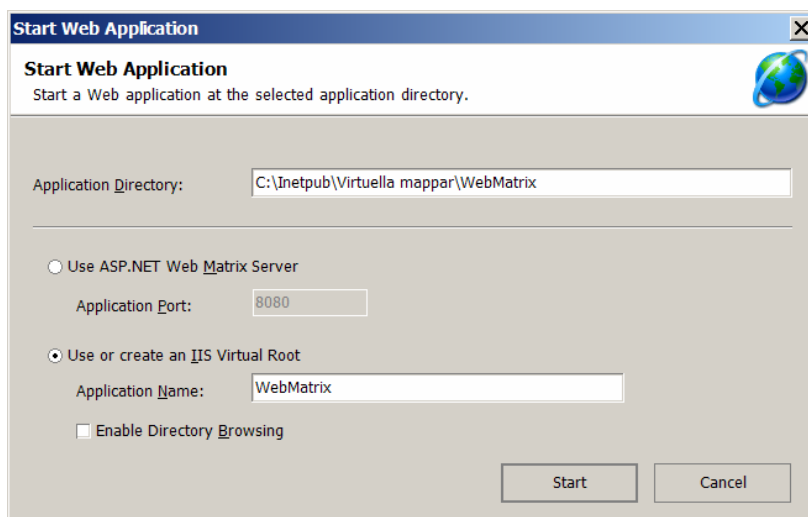 Start Web Application
Start Web Application
Start a Web application at the selected application directory.
Application Directory: C:\Inetpub\Virtuella mappar\WebMatrix
Use ASP.NET Web Matrix Server
Application Port: 8080
Use or create an IIS Virtual Root
Application Name: WebMatrix
Enable Directory Browsing
Start Cancel